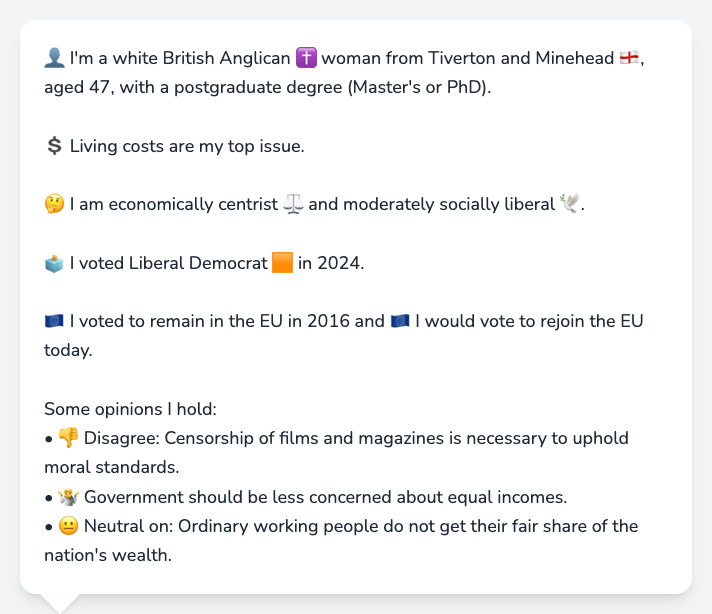 👤 I'm a white British Anglican ✝️ woman from Tiverton and Minehead 🏴󠁧󠁢󠁥󠁮󠁧󠁿,
aged 47, with a postgraduate degree (Master's or PhD).
💲 Living costs are my top issue.
🤔 I am economically centrist ⚖️ and moderately socially liberal 🕊️.
🗳️ I voted Liberal Democrat 🟧 in 2024.
🇪🇺 I voted to remain in the EU in 2016 and 🇪🇺 I would vote to rejoin the EU
today.
Some opinions I hold:
• 👎 Disagree: Censorship of films and magazines is necessary to uphold
moral standards.
• 🤷 Government should be less concerned about equal incomes.
• 😐 Neutral on: Ordinary working people do not get their fair share of the
nation's wealth.